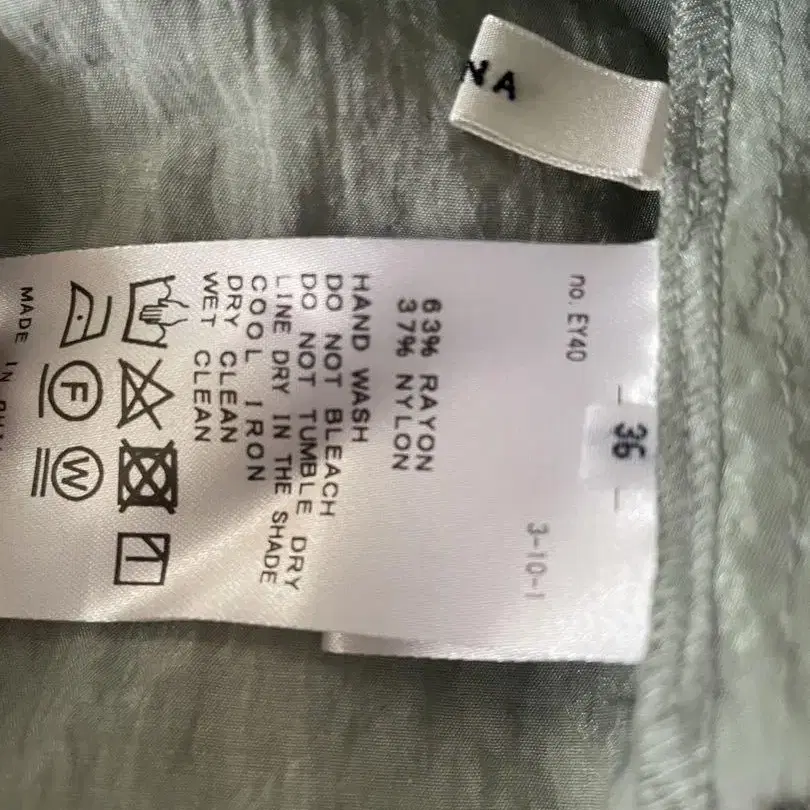 NA
- 36 -
no. EY40
3-10-1
63% RAYON
37% NYLON
HAND WASH
DO NOT BLEACH
DO NOT TUMBLE DRY
LINE DRY IN THE SHADE
COOL IRON
DRY CLEAN
WET CLEAN
F W
MADE IN